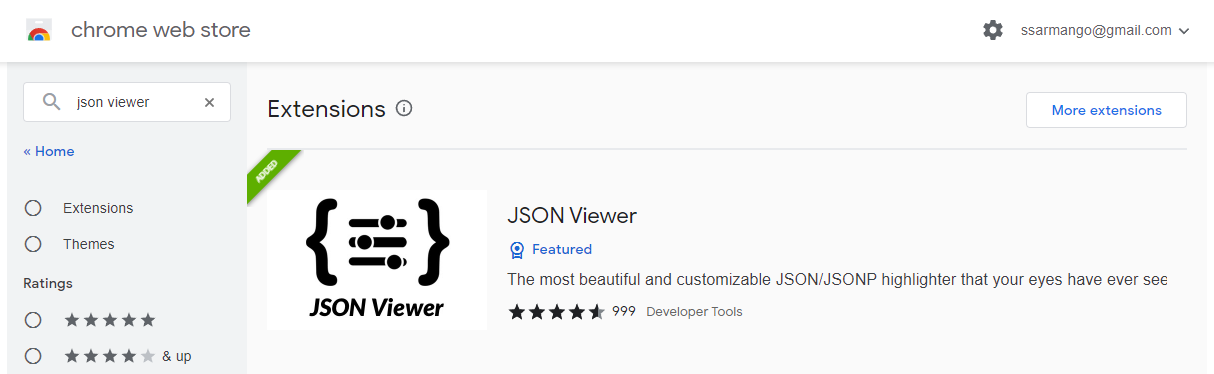 chrome web store
ssarmango@gmail.com
json viewer
« Home
Extensions
Themes
Ratings
& up
Extensions
More extensions
ADDED
JSON Viewer
JSON Viewer
Featured
The most beautiful and customizable JSON/JSONP highlighter that your eyes have ever see
999 Developer Tools